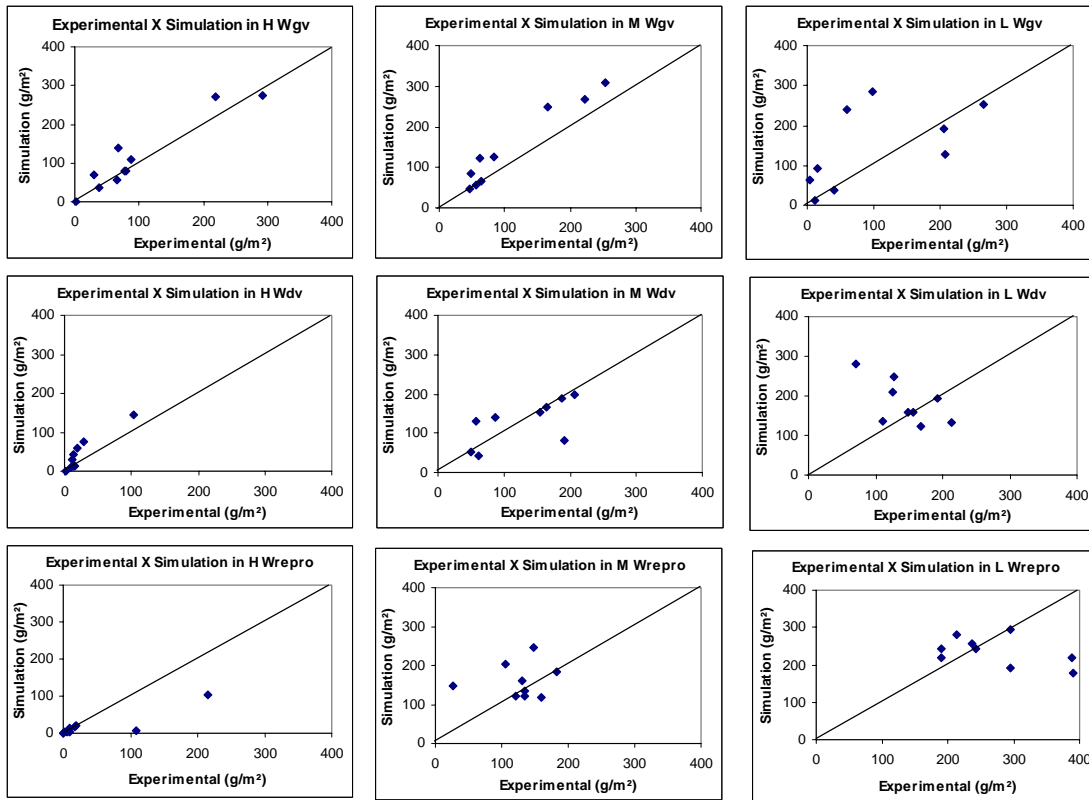 Experimental X Simulation in H Wgv
Simulation (g/m²)
400
300
200
100
0
0 100 200 300 400
Experimental (g/m²)
Experimental X Simulation in M Wgv
Simulation (g/m²)
400
300
200
100
0
0 100 200 300 400
Experimental (g/m²)
Experimental X Simulation in L Wgv
Simulation (g/m²)
400
300
200
100
0
0 100 200 300 400
Experimental (g/m²)
Experimental X Simulation in H Wdv
Simulation (g/m²)
400
300
200
100
0
0 100 200 300 400
Experimental (g/m²)
Experimental X Simulation in M Wdv
Simulation (g/m²)
400
300
200
100
0
0 100 200 300 400
Experimental (g/m²)
Experimental X Simulation in L Wdv
Simulation (g/m²)
400
300
200
100
0
0 100 200 300 400
Experimental (g/m²)
Experimental X Simulation in H Wrepro
Simulation (g/m²)
400
300
200
100
0
0 100 200 300 400
Experimental (g/m²)
Experimental X Simulation in M Wrepro
Simulation (g/m²)
400
300
200
100
0
0 100 200 300 400
Experimental (g/m²)
Experimental X Simulation in L Wrepro
Simulation (g/m²)
400
300
200
100
0
0 100 200 300 400
Experimental (g/m²)